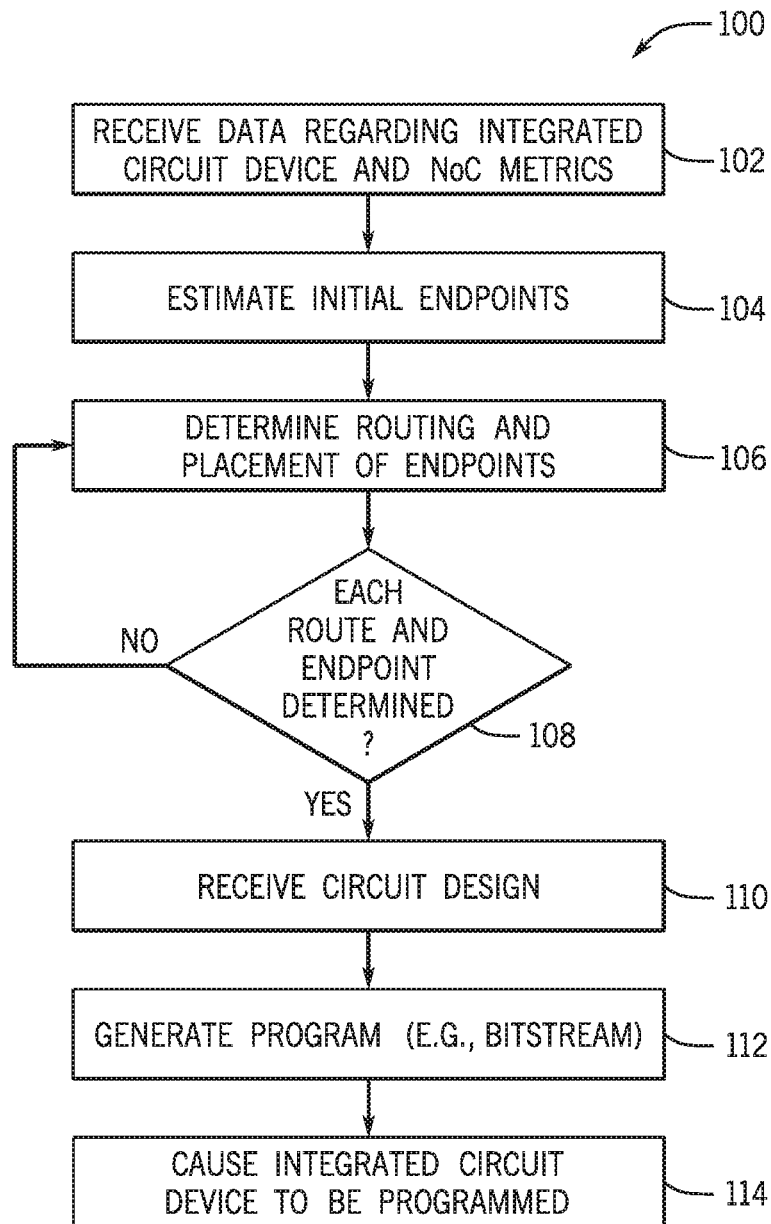 100
RECEIVE DATA REGARDING INTEGRATED
CIRCUIT DEVICE AND NoC METRICS
102
ESTIMATE INITIAL ENDPOINTS
104
DETERMINE ROUTING AND
PLACEMENT OF ENDPOINTS
106
EACH
ROUTE AND
ENDPOINT
DETERMINED
?
NO
108
YES
RECEIVE CIRCUIT DESIGN
110
GENERATE PROGRAM (E.G., BITSTREAM)
112
CAUSE INTEGRATED CIRCUIT
DEVICE TO BE PROGRAMMED
114